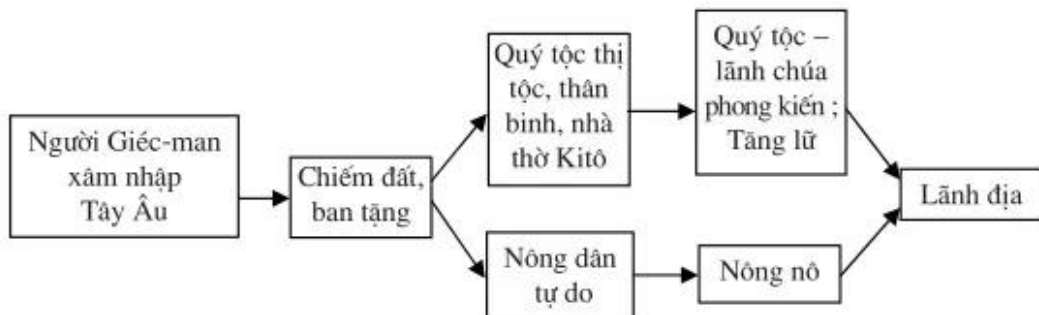 Người Giéc-man
xâm nhập
Tây Âu
Chiếm đất,
ban tặng
Quý tộc thị
tộc, thân
binh, nhà
thờ Kitô
Quý tộc –
lãnh chúa
phong kiến ;
Tăng lữ
Nông dân
tự do
Nông nô
Lãnh địa